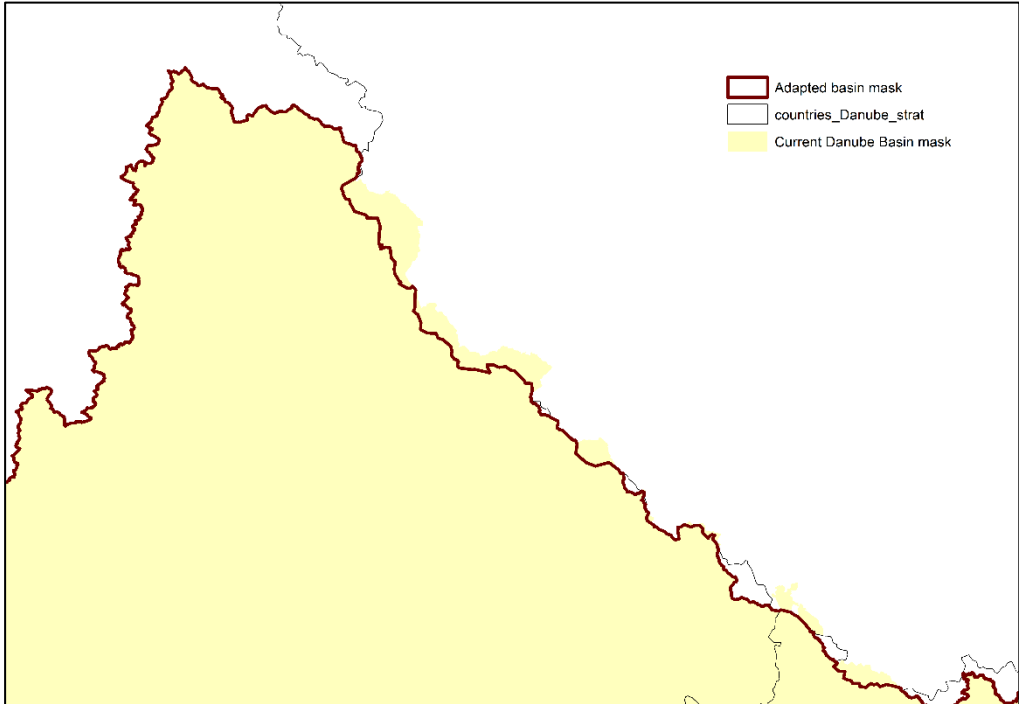 Adapted basin mask
countries_Danube_strat
Current Danube Basin mask